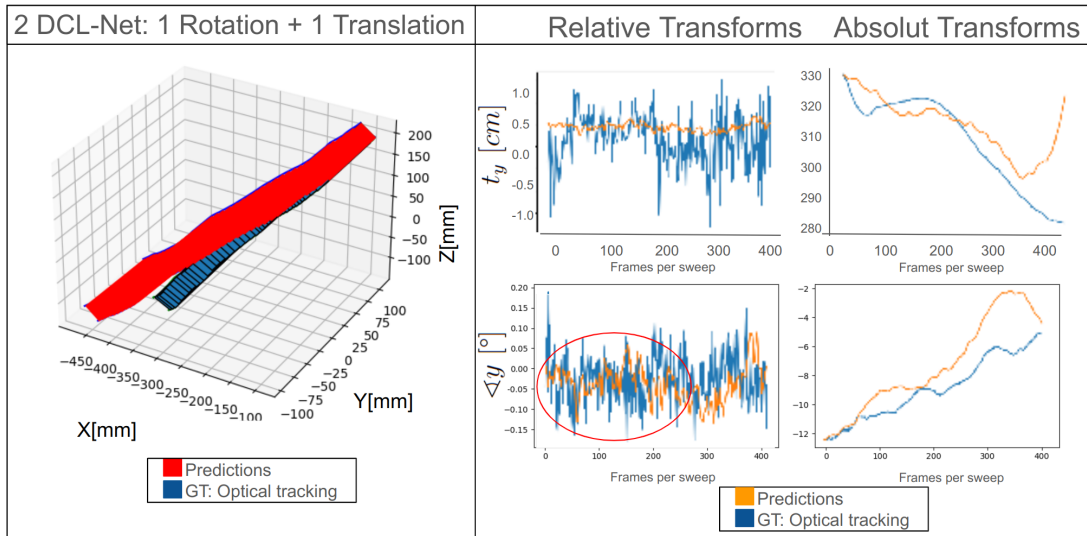 2 DCL-Net: 1 Rotation + 1 Translation
Relative Transforms
Absolut Transforms
200
150
100
50
0
−50
−100
Z[mm]
100
75
50
25
0
−25
−50
−75
−100
Y[mm]
−450
−400
−350
−300
−250
−200
−150
−100
X[mm]
Predictions
GT: Optical tracking
t_y [cm]
1.0
0.5
0.0
-0.5
-1.0
0 100 200 300 400
Frames per sweep
330
320
310
290
280
0 100 200 300 400
Frames per sweep
∢y [°]
0.20
0.15
0.10
0.05
0.00
−0.05
−0.10
−0.15
0 100 200 300 400
Frames per sweep
−2
−4
−6
−8
−10
−12
0 100 200 300 400
Frames per sweep
Predictions
GT: Optical tracking